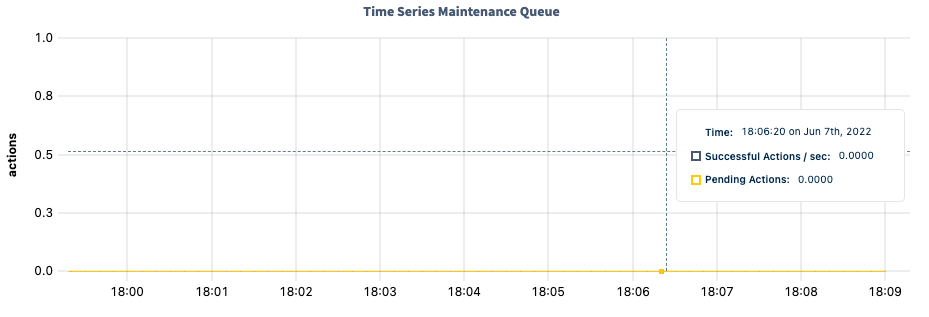 Time Series Maintenance Queue
actions
1.0
0.8
0.5
0.3
0.0
Time: 18:06:20 on Jun 7th, 2022
Successful Actions / sec: 0.0000
Pending Actions: 0.0000
18:00 18:01 18:02 18:03 18:04 18:05 18:06 18:07 18:08 18:09